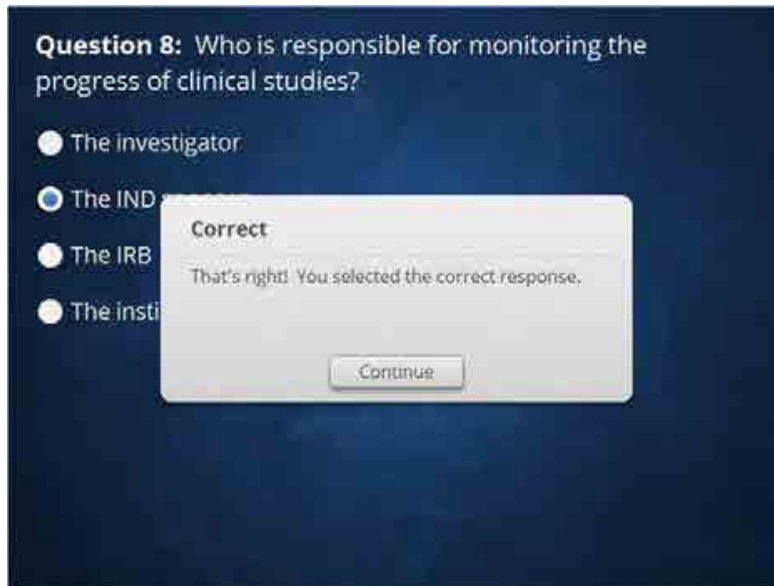 Question 8: Who is responsible for monitoring the
progress of clinical studies?
The investigator
The IND
Correct
The IRB
That's right! You selected the correct response.
The insti
Continue